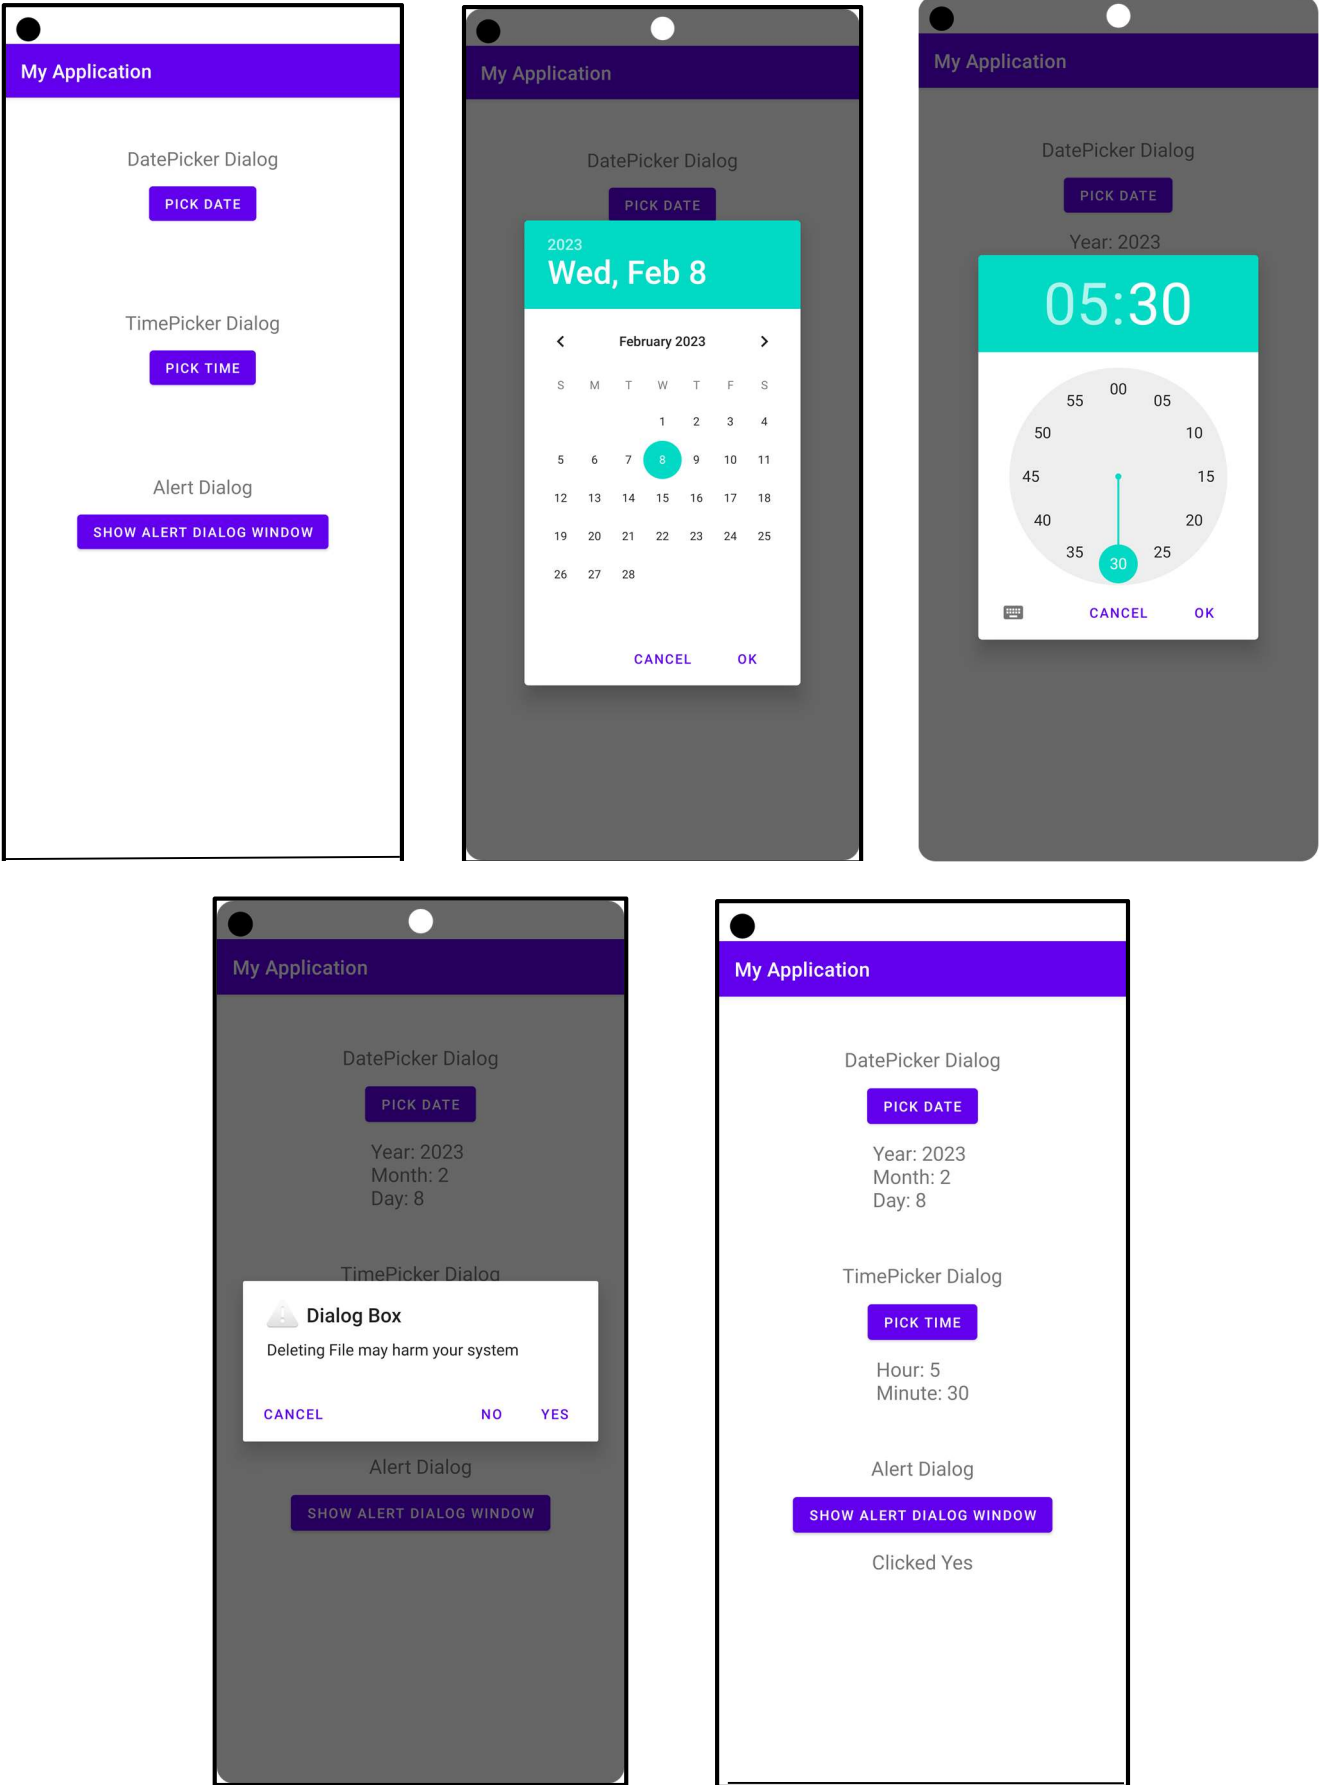 My Application
DatePicker Dialog
PICK DATE
TimePicker Dialog
PICK TIME
Alert Dialog
SHOW ALERT DIALOG WINDOW
My Application
DatePicker Dialog
PICK DATE
2023
Wed, Feb 8
February 2023
S M T W T F S
1 2 3 4
5 6 7 8 9 10 11
12 13 14 15 16 17 18
19 20 21 22 23 24 25
26 27 28
CANCEL OK
My Application
DatePicker Dialog
PICK DATE
Year: 2023
05:30
00
55 05
50 10
45 15
40 20
35 25
30
CANCEL OK
My Application
DatePicker Dialog
PICK DATE
Year: 2023
Month: 2
Day: 8
TimePicker Dialog
Dialog Box
Deleting File may harm your system
CANCEL NO YES
Alert Dialog
SHOW ALERT DIALOG WINDOW
My Application
DatePicker Dialog
PICK DATE
Year: 2023
Month: 2
Day: 8
TimePicker Dialog
PICK TIME
Hour: 5
Minute: 30
Alert Dialog
SHOW ALERT DIALOG WINDOW
Clicked Yes